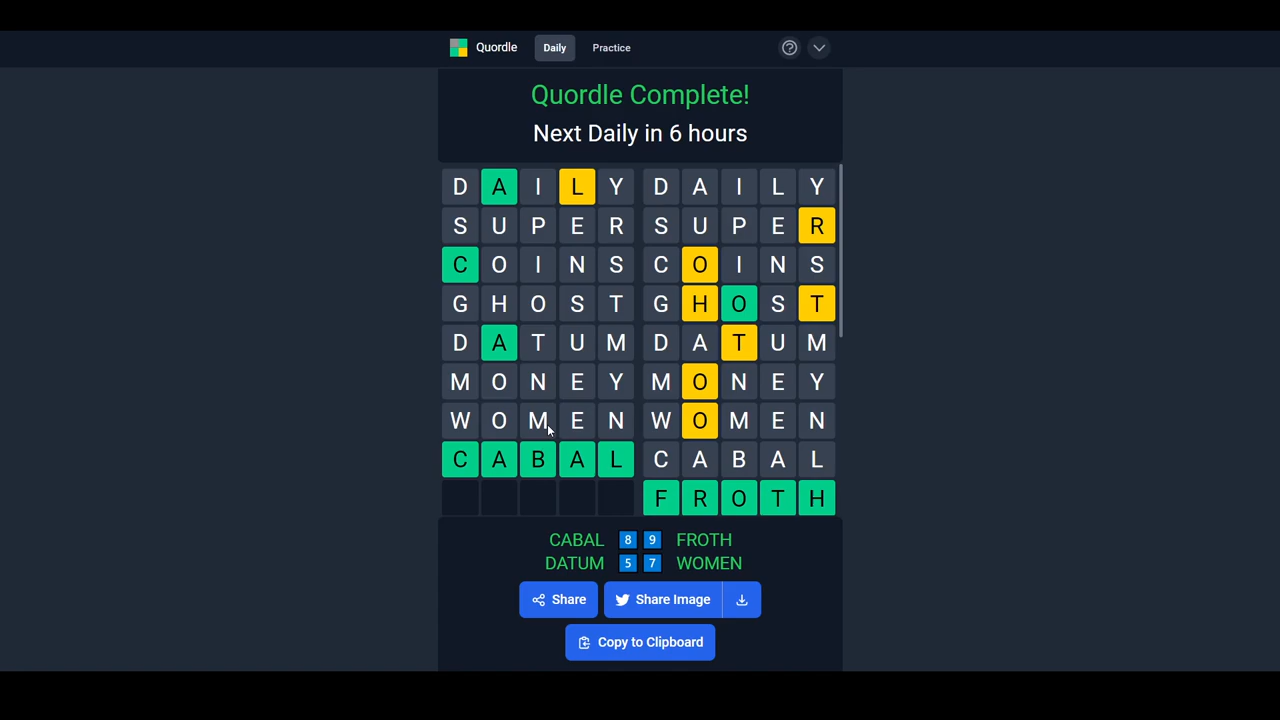 Quordle Daily Practice
Quordle Complete!
Next Daily in 6 hours
D A I L Y D A I L Y
S U P E R S U P E R
C O I N S C O I N S
G H O S T G H O S T
D A T U M D A T U M
M O N E Y M O N E Y
W O M E N W O M E N
C A B A L C A B A L
F R O T H
CABAL 8 9 FROTH
DATUM 5 7 WOMEN
Share Share Image
Copy to Clipboard